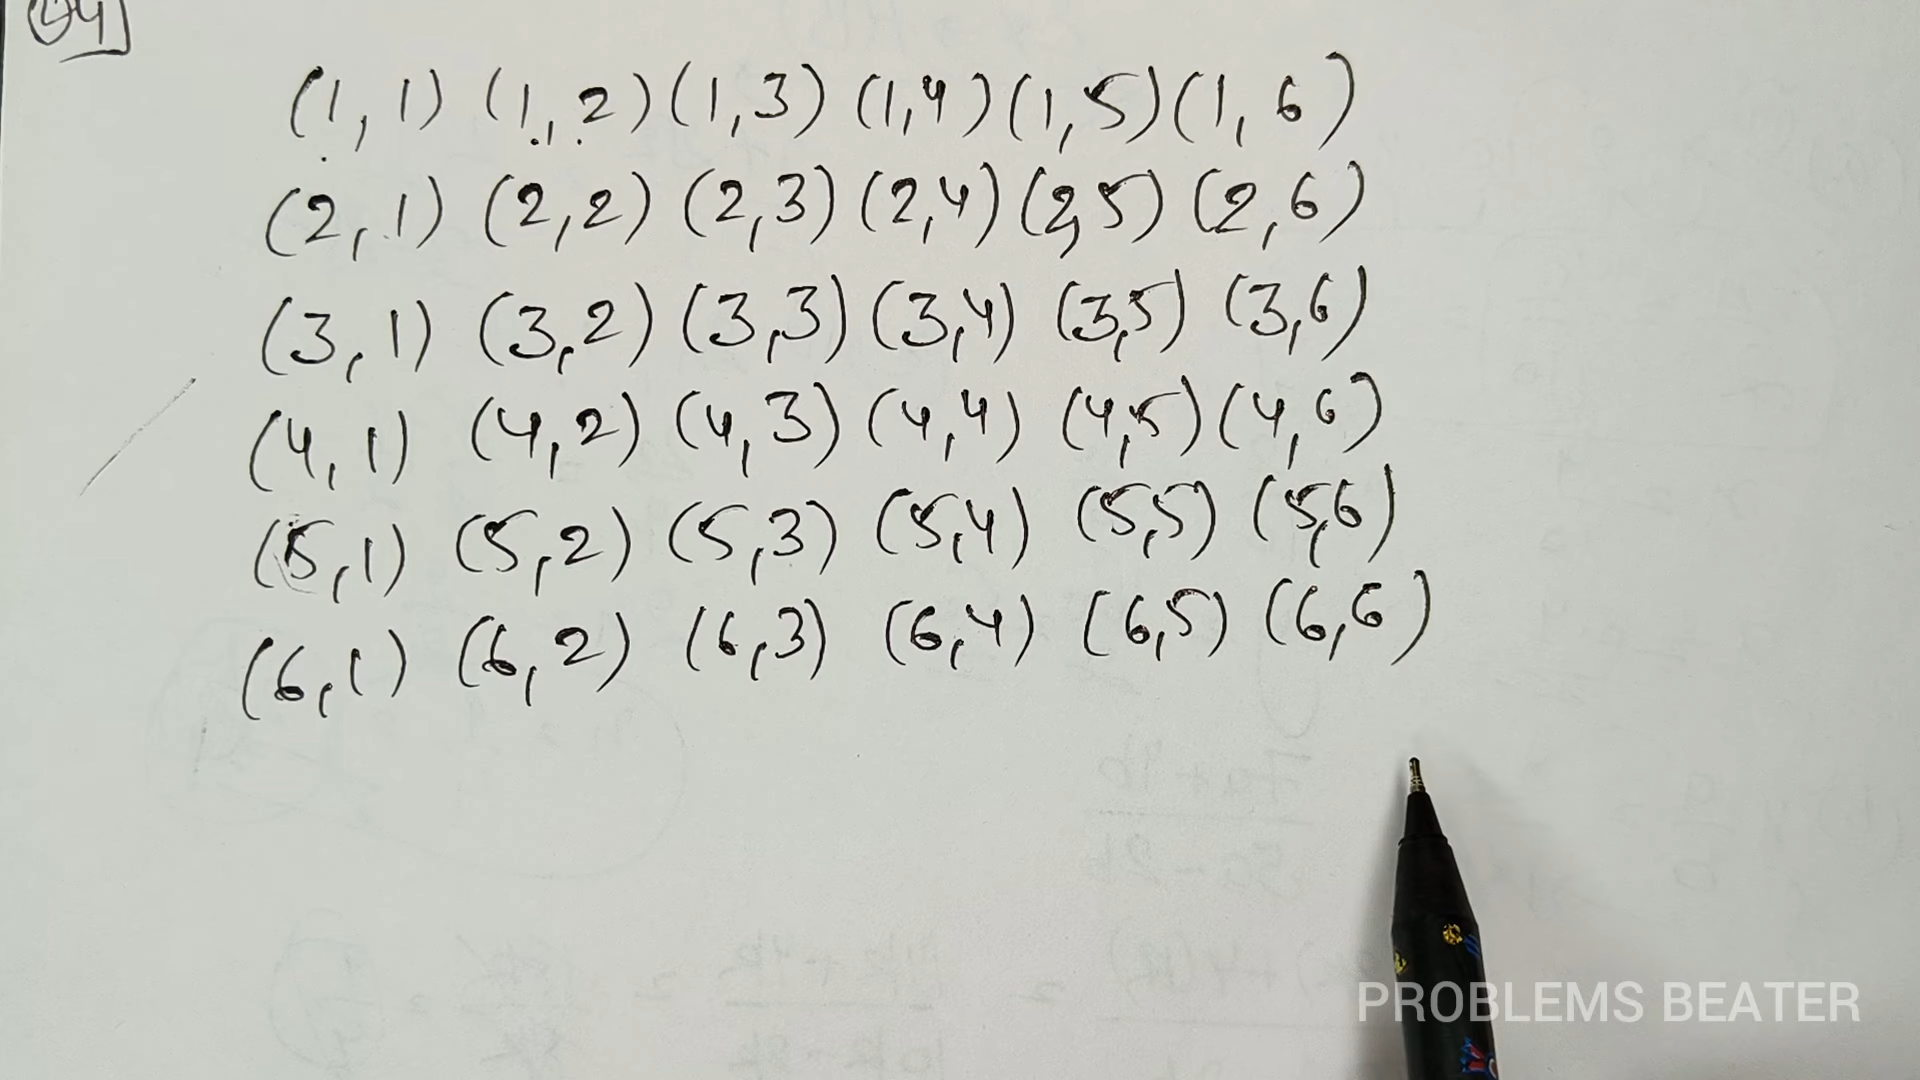 (1,1) (1,2) (1,3) (1,4) (1,5) (1,6)
(2,1) (2,2) (2,3) (2,4) (2,5) (2,6)
(3,1) (3,2) (3,3) (3,4) (3,5) (3,6)
(4,1) (4,2) (4,3) (4,4) (4,5) (4,6)
(5,1) (5,2) (5,3) (5,4) (5,5) (5,6)
(6,1) (6,2) (6,3) (6,4) (6,5) (6,6)
PROBLEMS BEATER